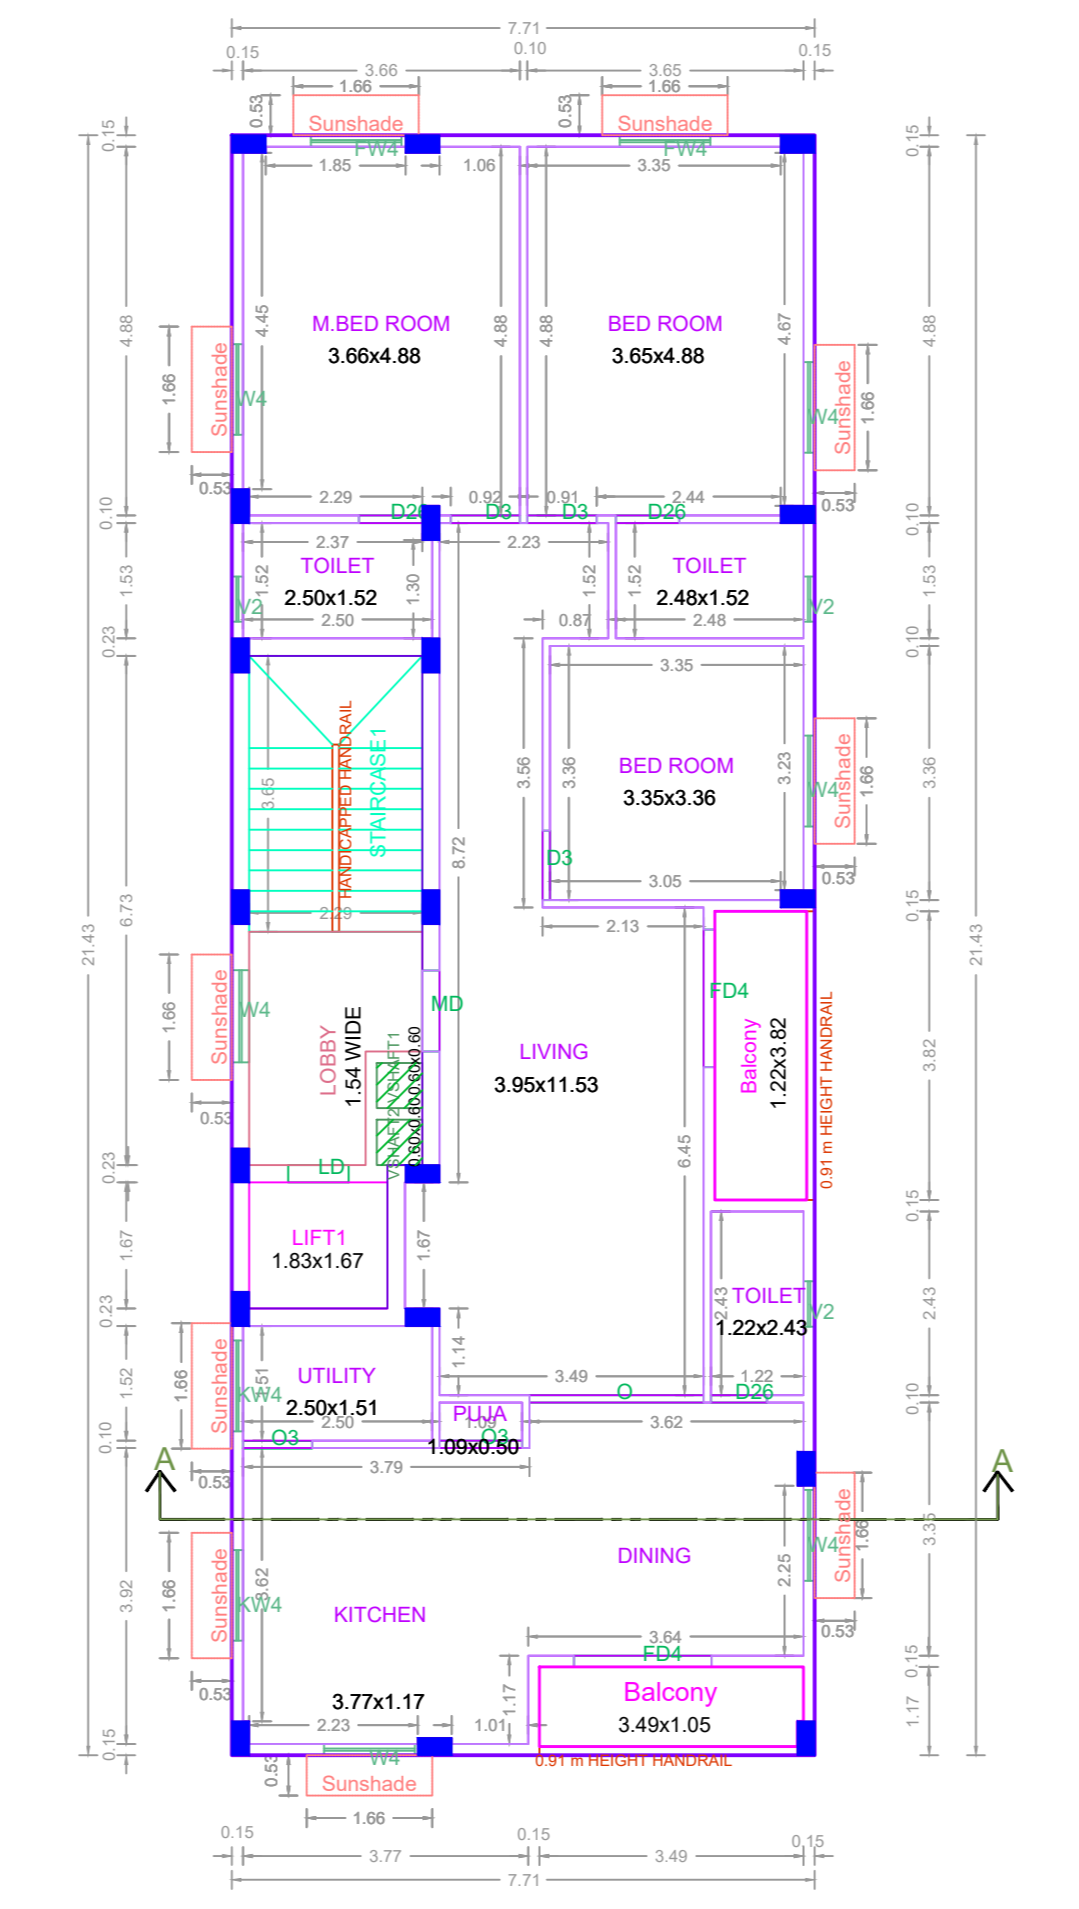 7.71
0.15
0.10
0.15
3.66
3.65
1.66
1.66
0.53
0.53
Sunshade
Sunshade
FW4
FW4
0.15
0.15
1.85
1.06
3.35
4.45
4.88
4.88
4.67
4.88
4.88
M.BED ROOM
3.66x4.88
BED ROOM
3.65x4.88
1.66
Sunshade
W4
W4
Sunshade
1.66
0.53
0.53
2.29
0.92
0.91
2.44
D26
D3
D3
D26
0.10
0.10
2.37
2.23
1.53
1.52
1.30
1.52
1.52
1.53
TOILET
2.50x1.52
TOILET
2.48x1.52
V2
V2
2.50
0.87
2.48
0.23
0.10
3.35
3.65
HANDICAPPED HANDRAIL
STAIRCASE1
3.56
3.36
3.23
3.36
BED ROOM
3.35x3.36
W4
Sunshade
1.66
8.72
D3
3.05
0.53
2.29
2.13
0.15
21.43
6.73
21.43
1.66
Sunshade
W4
MD
FD4
LOBBY
1.54 WIDE
VSHAFT2
VSHAFT1
0.60x0.60
0.60x0.60
LIVING
3.95x11.53
Balcony
1.22x3.82
0.91 m HEIGHT HANDRAIL
3.82
0.53
6.45
0.23
LD
0.15
LIFT1
1.83x1.67
1.67
1.67
2.43
2.43
TOILET
1.22x2.43
V2
0.23
1.14
1.52
1.66
Sunshade
KW4
UTILITY
2.50x1.51
2.50
3.49
1.22
O
D26
0.10
PUJA
1.09
1.09x0.50
O3
O3
3.62
0.10
3.79
0.53
A
A
3.35
W4
Sunshade
1.66
2.25
DINING
KITCHEN
3.92
1.66
Sunshade
KW4
3.62
0.53
3.64
FD4
0.15
0.53
3.77x1.17
2.23
1.01
1.17
Balcony
3.49x1.05
1.17
0.15
W4
0.91 m HEIGHT HANDRAIL
0.53
Sunshade
1.66
0.15
0.15
0.15
3.77
3.49
7.71